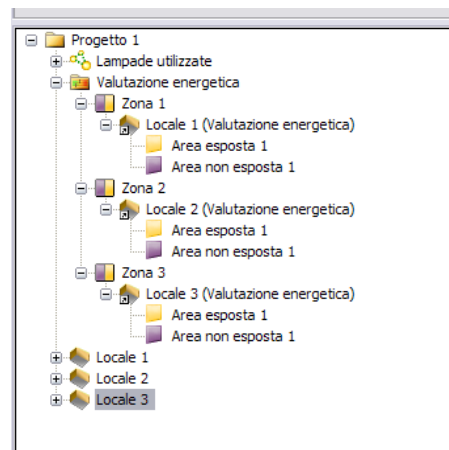 Progetto 1
Lampade utilizzate
Valutazione energetica
Zona 1
Locale 1 (Valutazione energetica)
Area esposta 1
Area non esposta 1
Zona 2
Locale 2 (Valutazione energetica)
Area esposta 1
Area non esposta 1
Zona 3
Locale 3 (Valutazione energetica)
Area esposta 1
Area non esposta 1
Locale 1
Locale 2
Locale 3